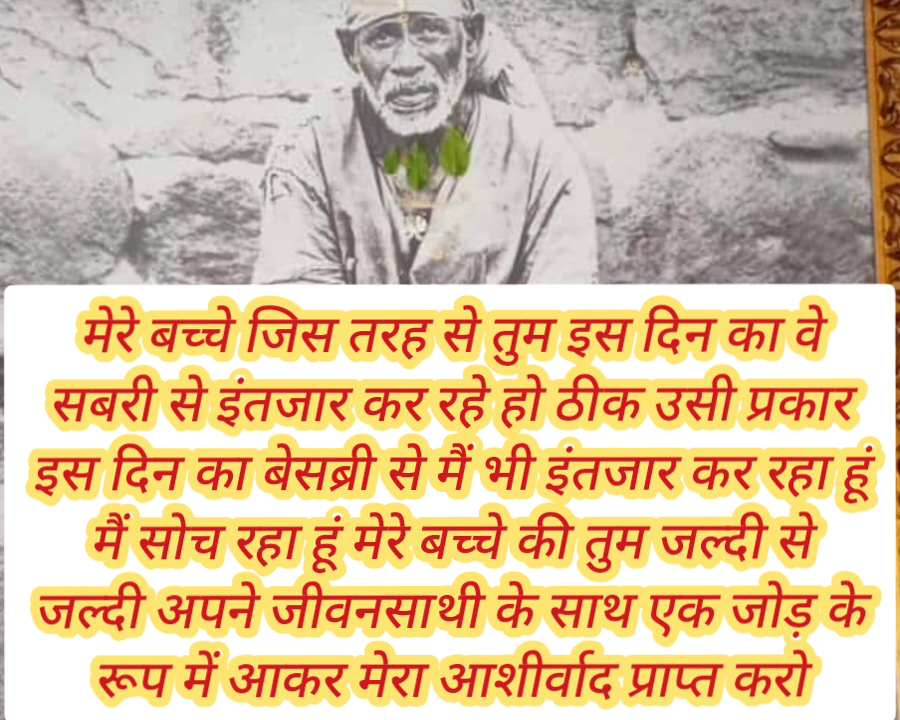 मेरे बच्चे जिस तरह से तुम इस दिन का वे
सबरी से इंतजार कर रहे हो ठीक उसी प्रकार
इस दिन का बेसब्री से मैं भी इंतजार कर रहा हूं
मैं सोच रहा हूं मेरे बच्चे की तुम जल्दी से
जल्दी अपने जीवनसाथी के साथ एक जोड़ के
रूप में आकर मेरा आशीर्वाद प्राप्त करो